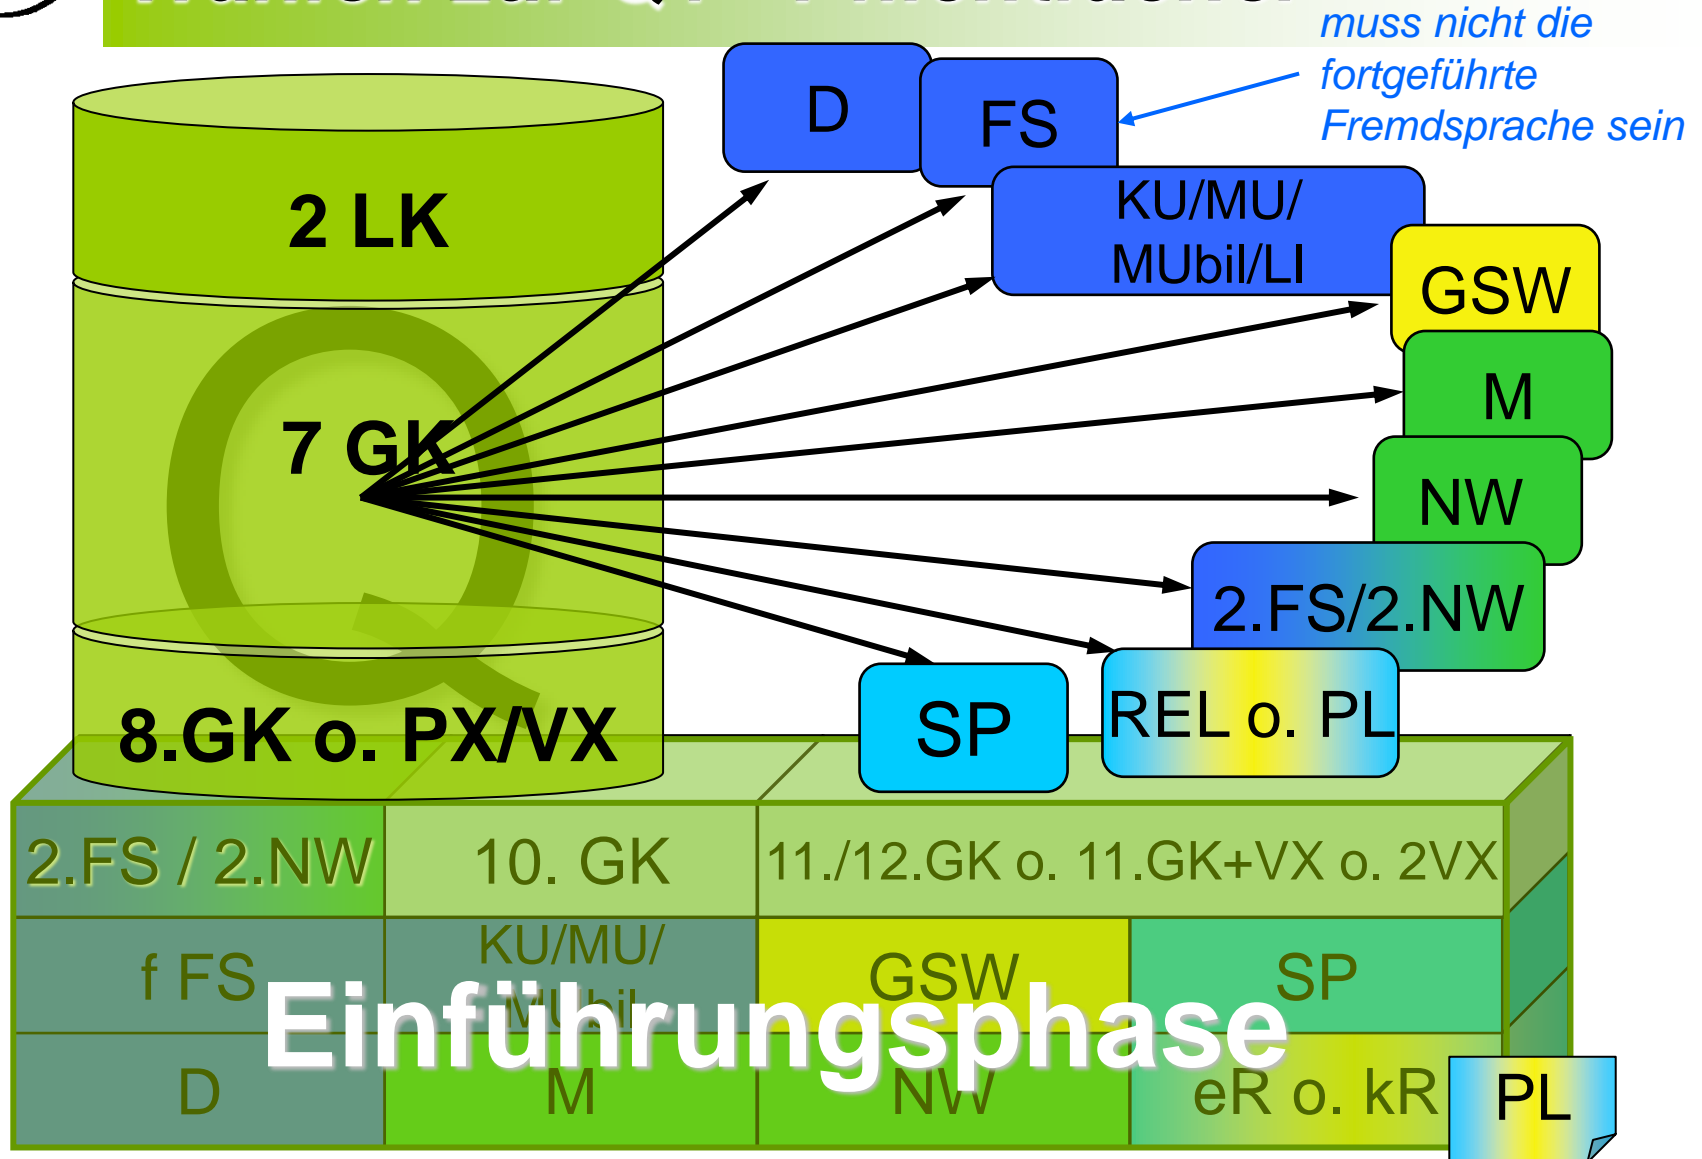 muss nicht die
fortgeführte
Fremdsprache sein
D
FS
KU/MU/
MUbil/LI
GSW
M
NW
2.FS/2.NW
REL o. PL
SP
2 LK
Q
7 GK
8.GK o. PX/VX
2.FS / 2.NW
10. GK
11./12.GK o. 11.GK+VX o. 2VX
f FS
KU/MU/
MUbil
GSW
SP
Einführungsphase
D
M
NW
eR o. kR
PL